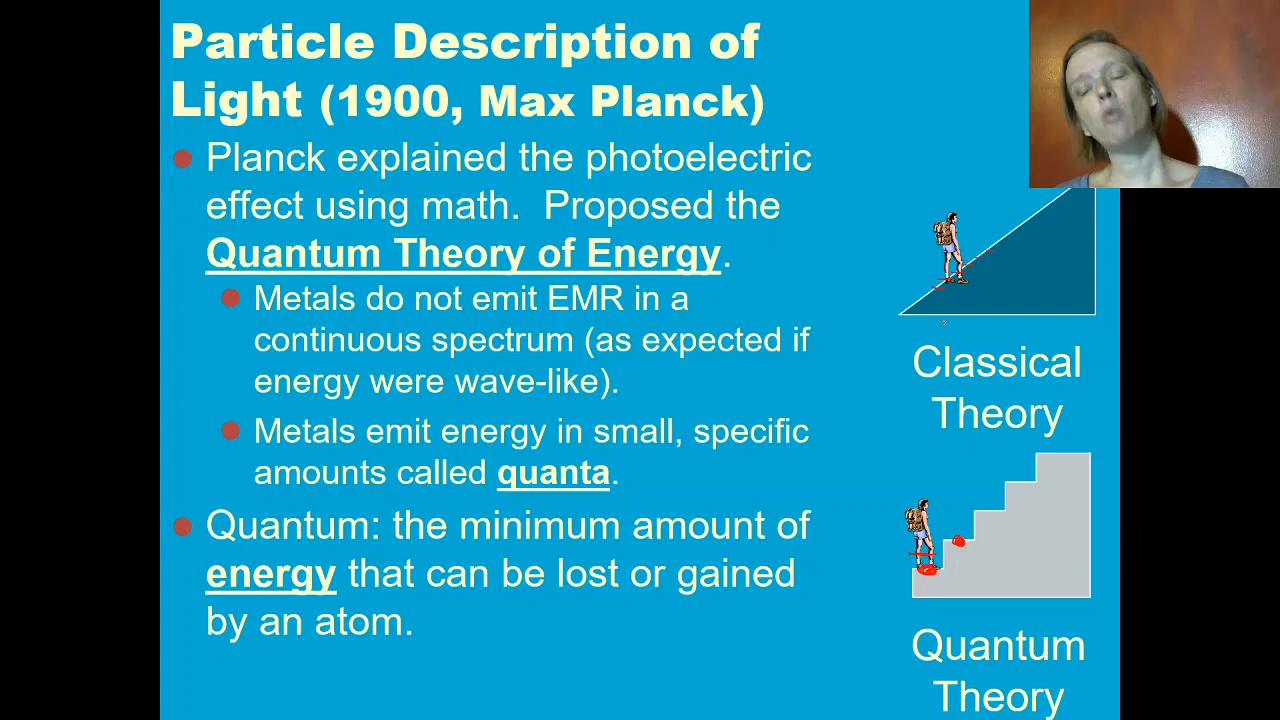 Particle Description of
Light (1900, Max Planck)
Planck explained the photoelectric
effect using math.  Proposed the
Quantum Theory of Energy.
Metals do not emit EMR in a
continuous spectrum (as expected if
energy were wave-like).
Metals emit energy in small, specific
amounts called quanta.
Quantum: the minimum amount of
energy that can be lost or gained
by an atom.
Classical
Theory
Quantum
Theory